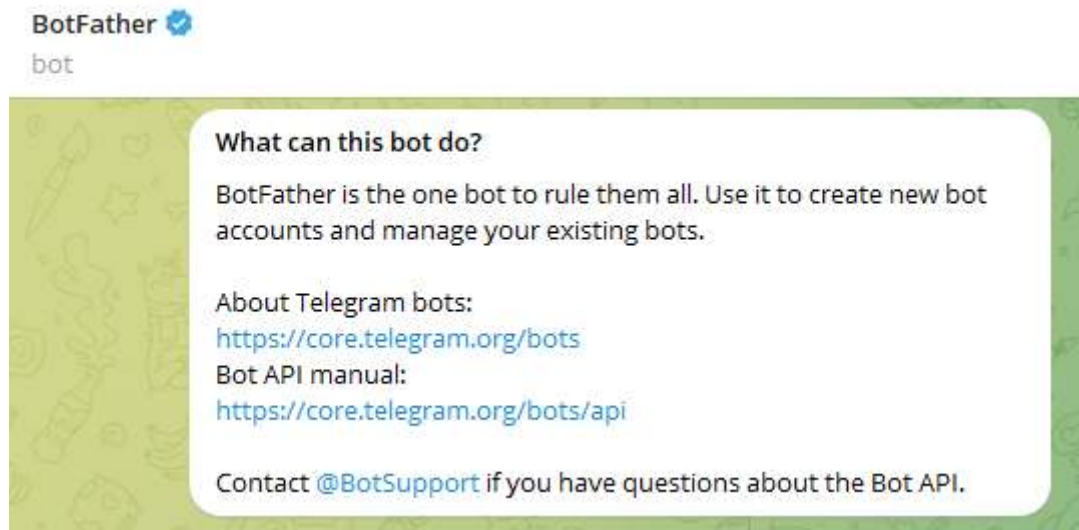 BotFather
bot
What can this bot do?
BotFather is the one bot to rule them all. Use it to create new bot
accounts and manage your existing bots.
About Telegram bots:
https://core.telegram.org/bots
Bot API manual:
https://core.telegram.org/bots/api
Contact @BotSupport if you have questions about the Bot API.